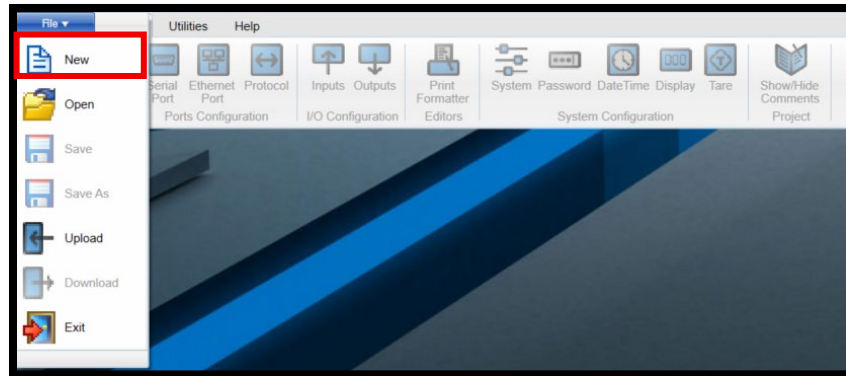 File
Utilities Help
New
Open
Save
Save As
Upload
Download
Exit
Serial Port
Ethernet Port
Protocol
Ports Configuration
Inputs
Outputs
I/O Configuration
Print Formatter
Editors
System
Password
DateTime
Display
Tare
System Configuration
Show/Hide Comments
Project